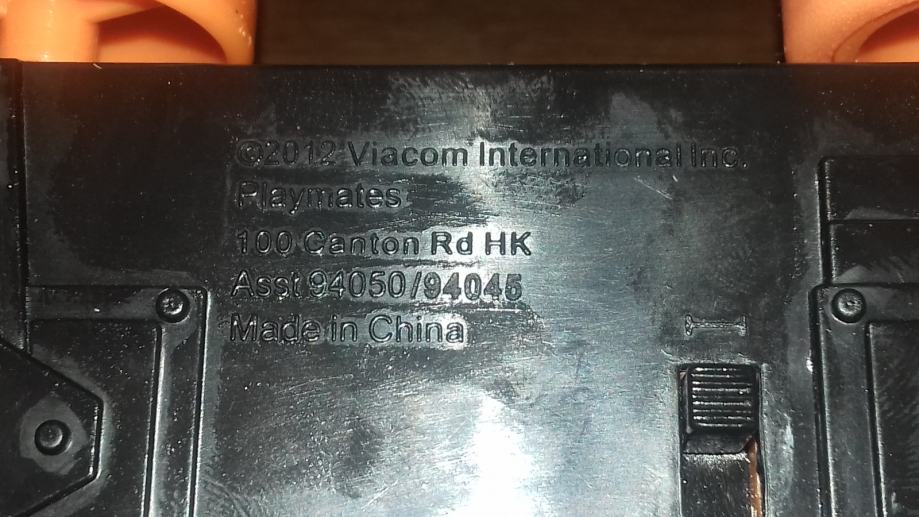 ©2012 Viacom International Inc.
Playmates
100 Canton Rd HK
Asst 94050/94045
Made in China
I